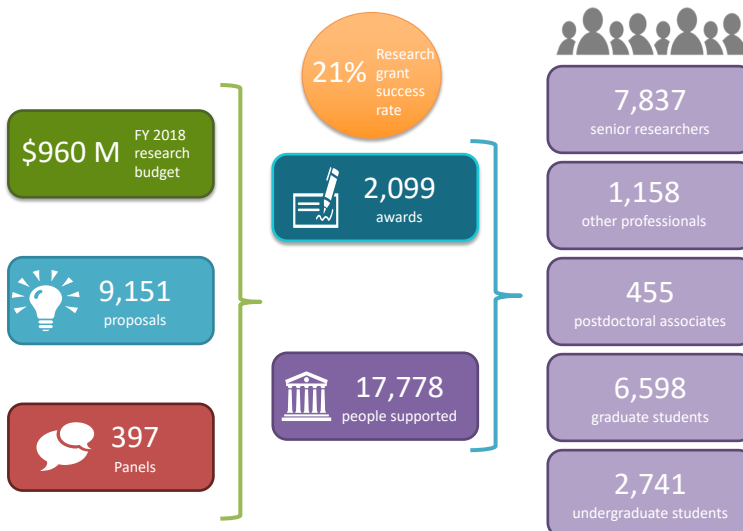 $960 M
FY 2018
research
budget
9,151
proposals
397
Panels
21%
Research
grant
success
rate
2,099
awards
17,778
people supported
7,837
senior researchers
1,158
other professionals
455
postdoctoral associates
6,598
graduate students
2,741
undergraduate students